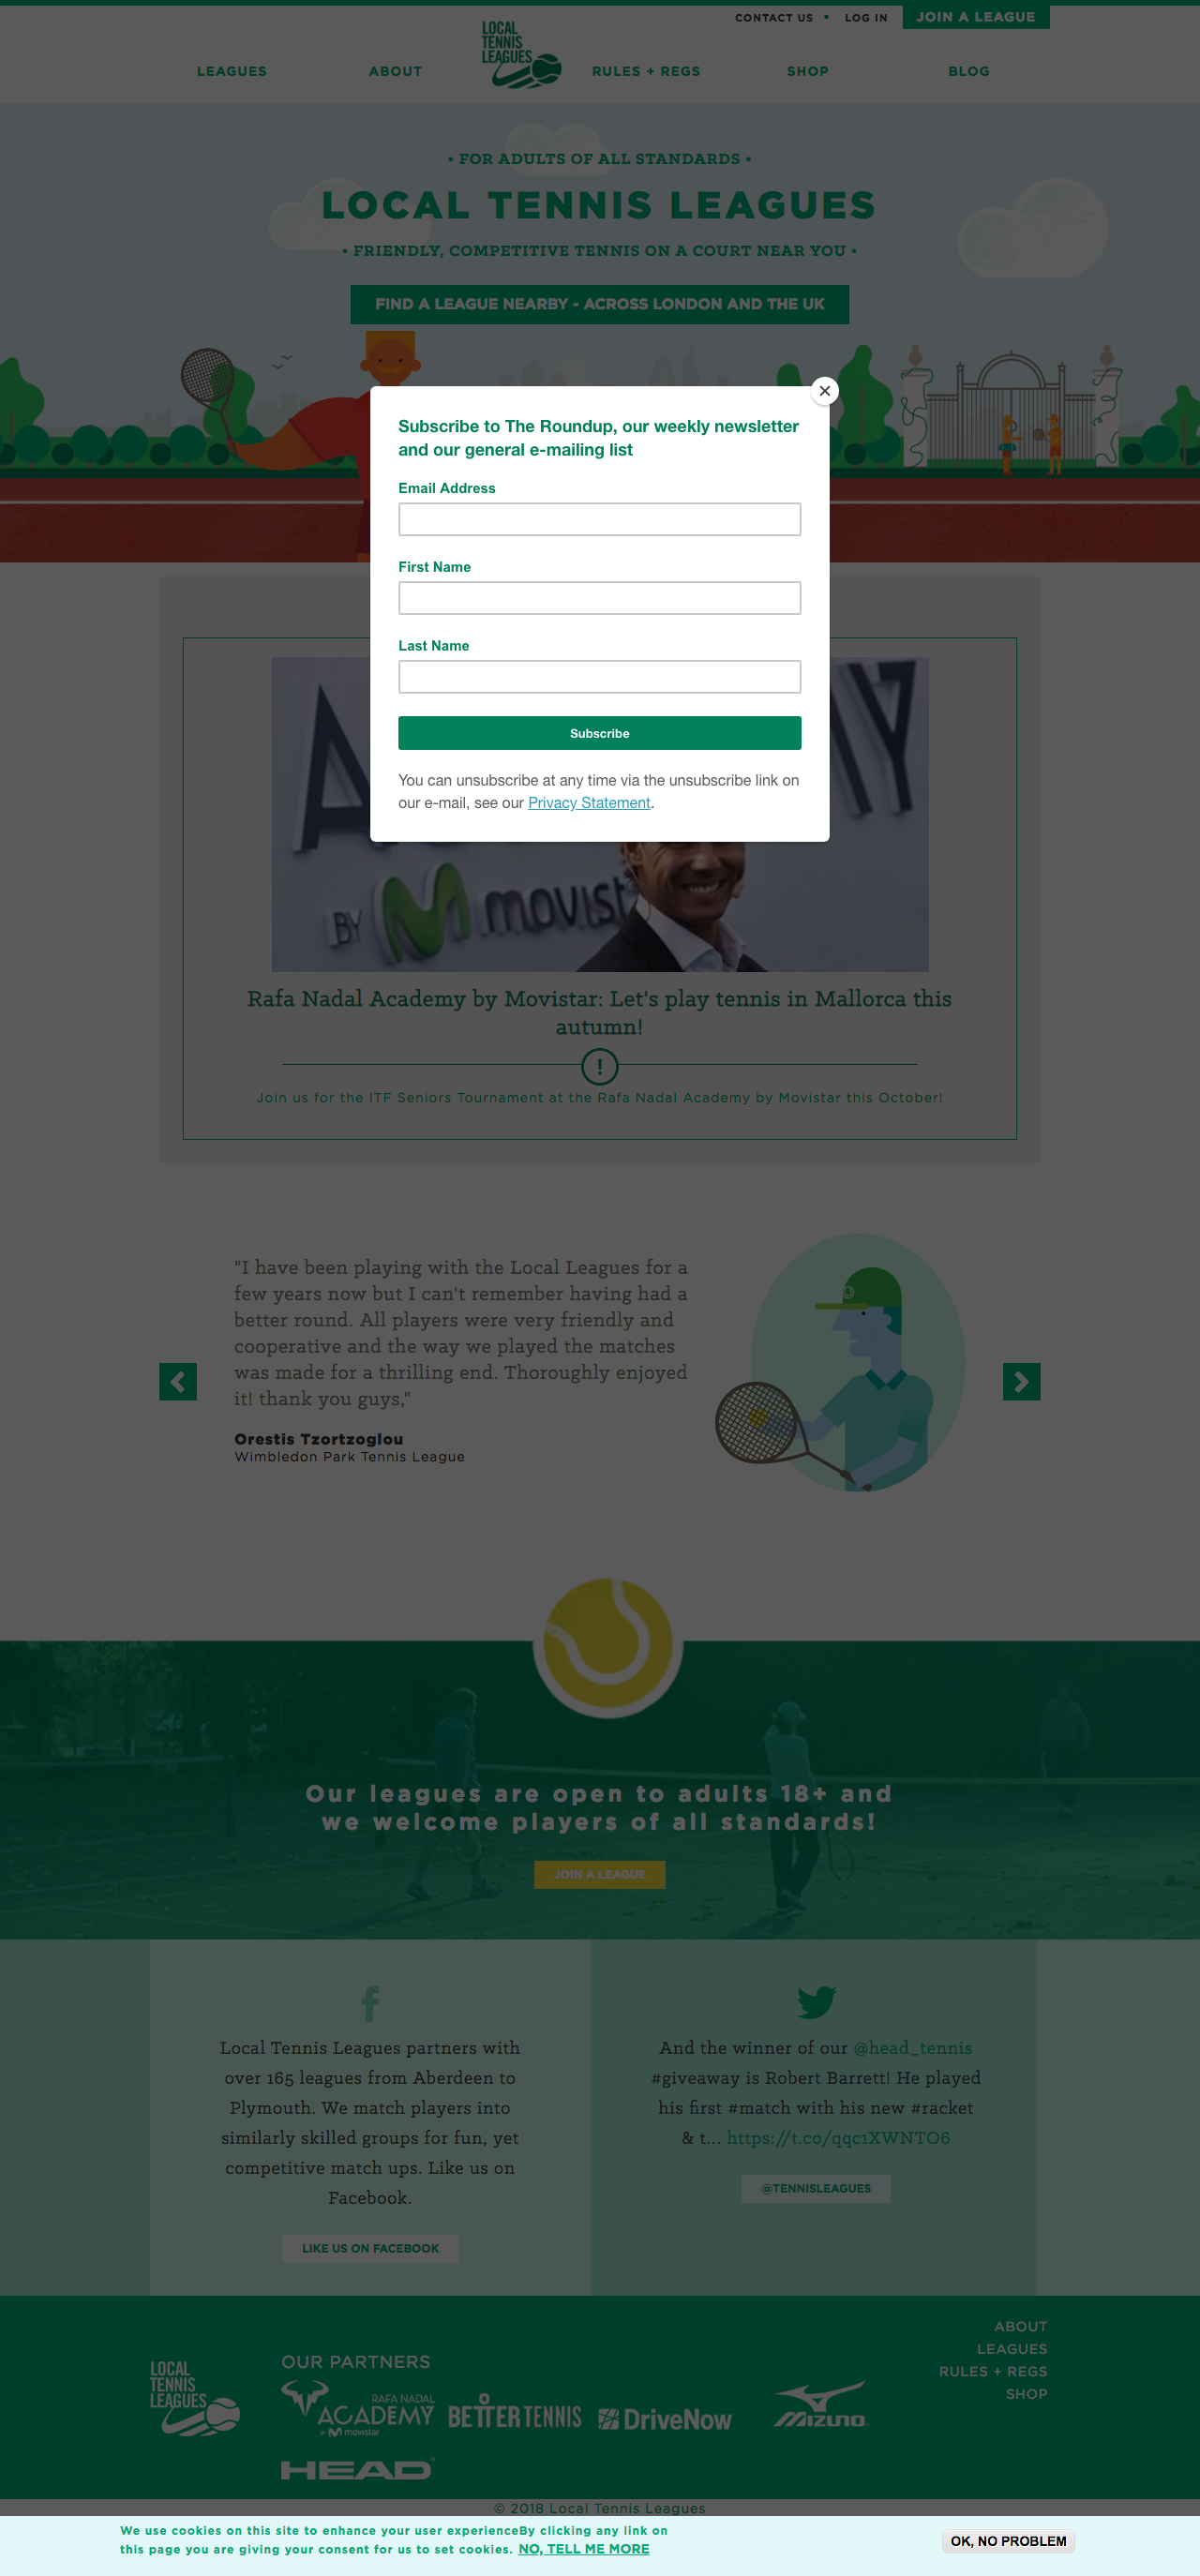 CONTACT US • LOG IN JOIN A LEAGUE
LOCAL
TENNIS
LEAGUES
LEAGUES ABOUT RULES + REGS SHOP BLOG
• FOR ADULTS OF ALL STANDARDS •
LOCAL TENNIS LEAGUES
• FRIENDLY, COMPETITIVE TENNIS ON A COURT NEAR YOU •
FIND A LEAGUE NEARBY - ACROSS LONDON AND THE UK
Subscribe to The Roundup, our weekly newsletter
and our general e-mailing list
Email Address
First Name
Last Name
Subscribe
You can unsubscribe at any time via the unsubscribe link on
our e-mail, see our Privacy Statement.
BY movist
Rafa Nadal Academy by Movistar: Let's play tennis in Mallorca this
autumn!
!
Join us for the ITF Seniors Tournament at the Rafa Nadal Academy by Movistar this October!
"I have been playing with the Local Leagues for a
few years now but I can't remember having had a
better round. All players were very friendly and
cooperative and the way we played the matches
was made for a thrilling end. Thoroughly enjoyed
it! thank you guys,"
Orestis Tzortzoglou
Wimbledon Park Tennis League
Our leagues are open to adults 18+ and
we welcome players of all standards!
JOIN A LEAGUE
Local Tennis Leagues partners with
over 165 leagues from Aberdeen to
Plymouth. We match players into
similarly skilled groups for fun, yet
competitive match ups. Like us on
Facebook.
LIKE US ON FACEBOOK
And the winner of our @head_tennis
#giveaway is Robert Barrett! He played
his first #match with his new #racket
& t... https://t.co/qqc1XWNTO6
@TENNISLEAGUES
LOCAL
TENNIS
LEAGUES
OUR PARTNERS
RAFA NADAL
ACADEMY
BY movistar
BETTER TENNIS
DriveNow
MIZUNO
HEAD
ABOUT
LEAGUES
RULES + REGS
SHOP
© 2018 Local Tennis Leagues
We use cookies on this site to enhance your user experienceBy clicking any link on
this page you are giving your consent for us to set cookies. NO, TELL ME MORE
OK, NO PROBLEM